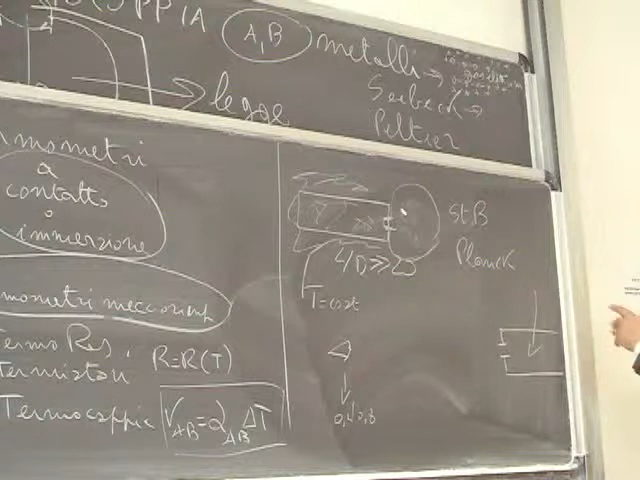 A,B metalli →
Seebeck →
Peltier
legge
mometri
a
contatto
o
immersione
mometri meccanici
Termo Res. R=R(T)
Termistori
Termocoppie V_AB = α_AB ΔT
St.B
Planck
L/D >>
T=cost